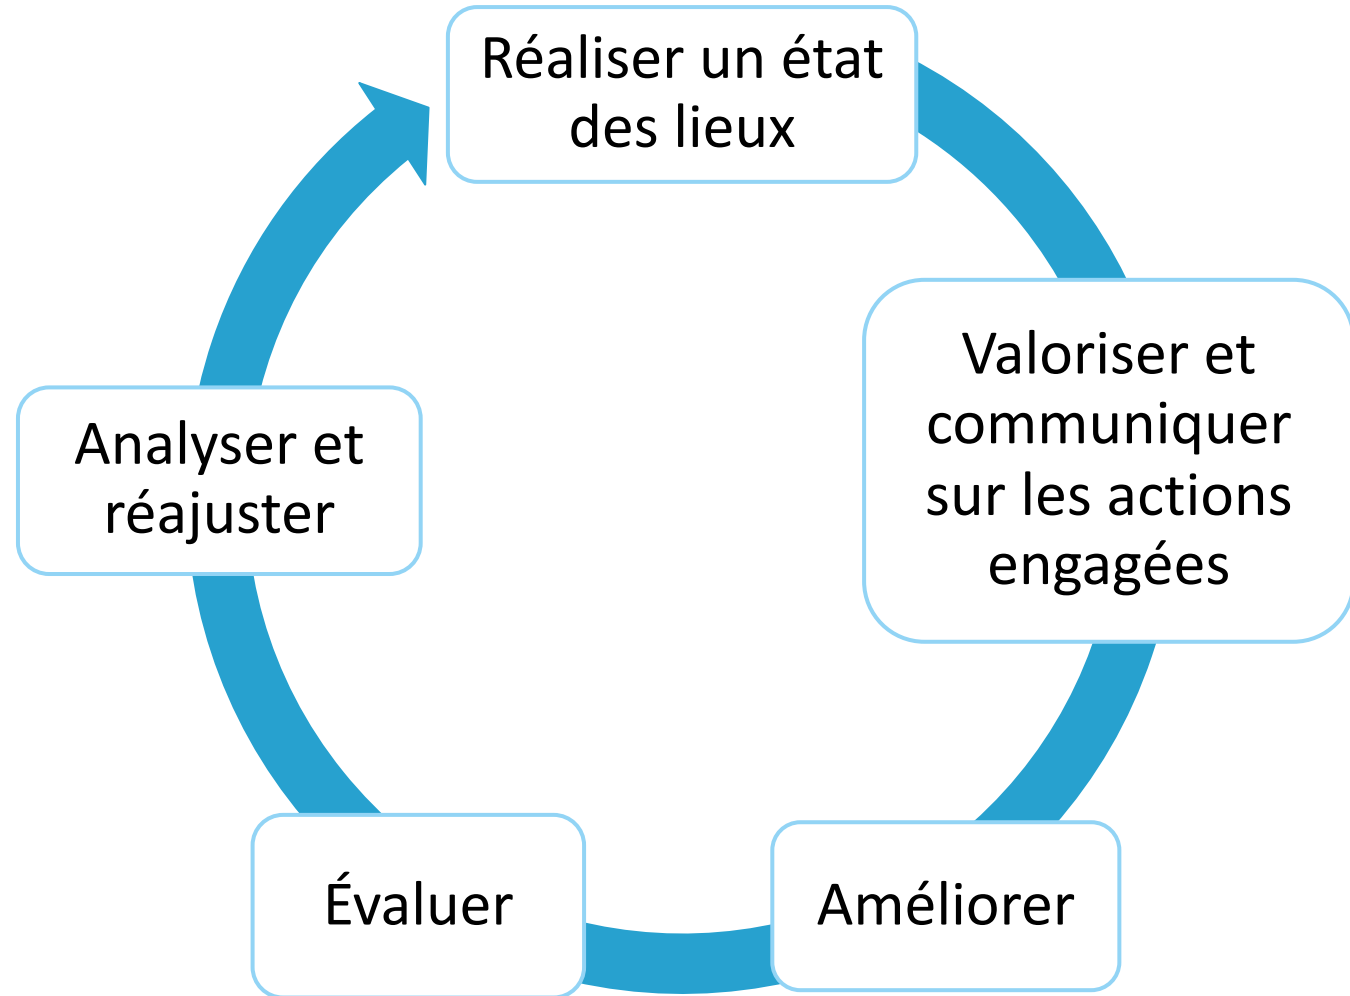 Réaliser un état
des lieux
Valoriser et
communiquer
sur les actions
engagées
Améliorer
Évaluer
Analyser et
réajuster